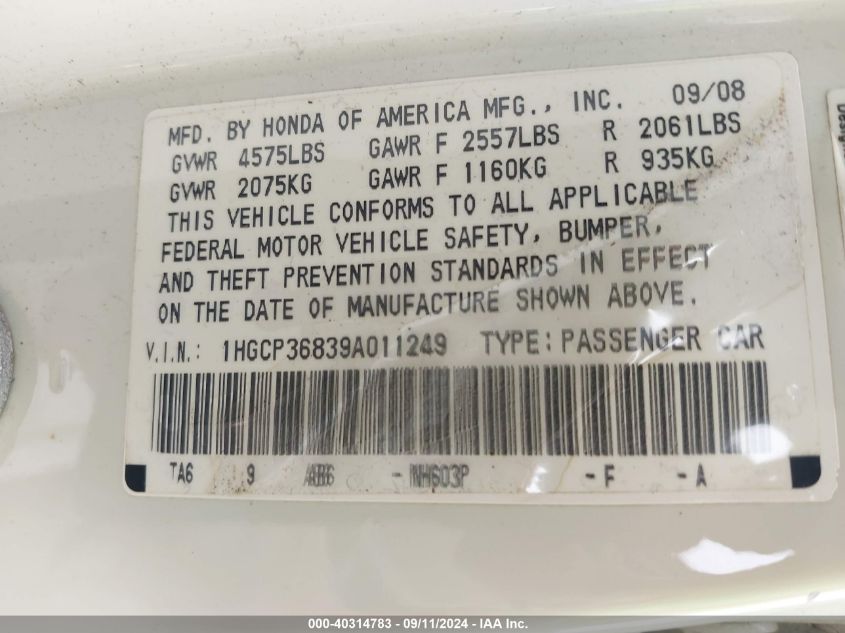 MFD. BY HONDA OF AMERICA MFG., INC. 09/08
GVWR 4575LBS GAWR F 2557LBS R 2061LBS
GVWR 2075KG GAWR F 1160KG R 935KG
THIS VEHICLE CONFORMS TO ALL APPLICABLE
FEDERAL MOTOR VEHICLE SAFETY, BUMPER,
AND THEFT PREVENTION STANDARDS IN EFFECT
ON THE DATE OF MANUFACTURE SHOWN ABOVE.
V.I.N.: 1HGCP36839A011249 TYPE: PASSENGER CAR
TA6 9 - NH603P - F - A
000-40314783 - 09/11/2024 - IAA Inc.